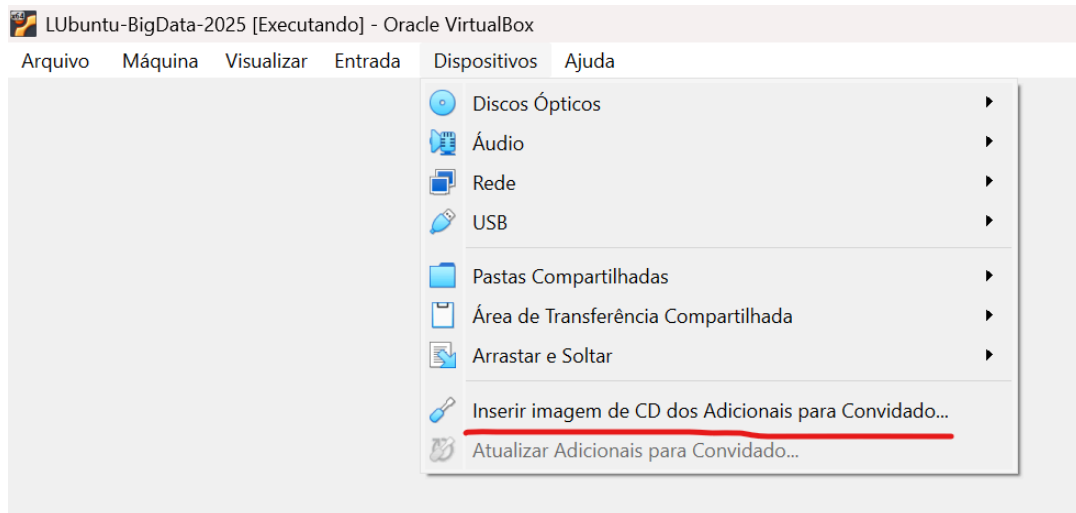 LUbuntu-BigData-2025 [Executando] - Oracle VirtualBox
Arquivo Máquina Visualizar Entrada Dispositivos Ajuda
Discos Ópticos
Áudio
Rede
USB
Pastas Compartilhadas
Área de Transferência Compartilhada
Arrastar e Soltar
Inserir imagem de CD dos Adicionais para Convidado...
Atualizar Adicionais para Convidado...